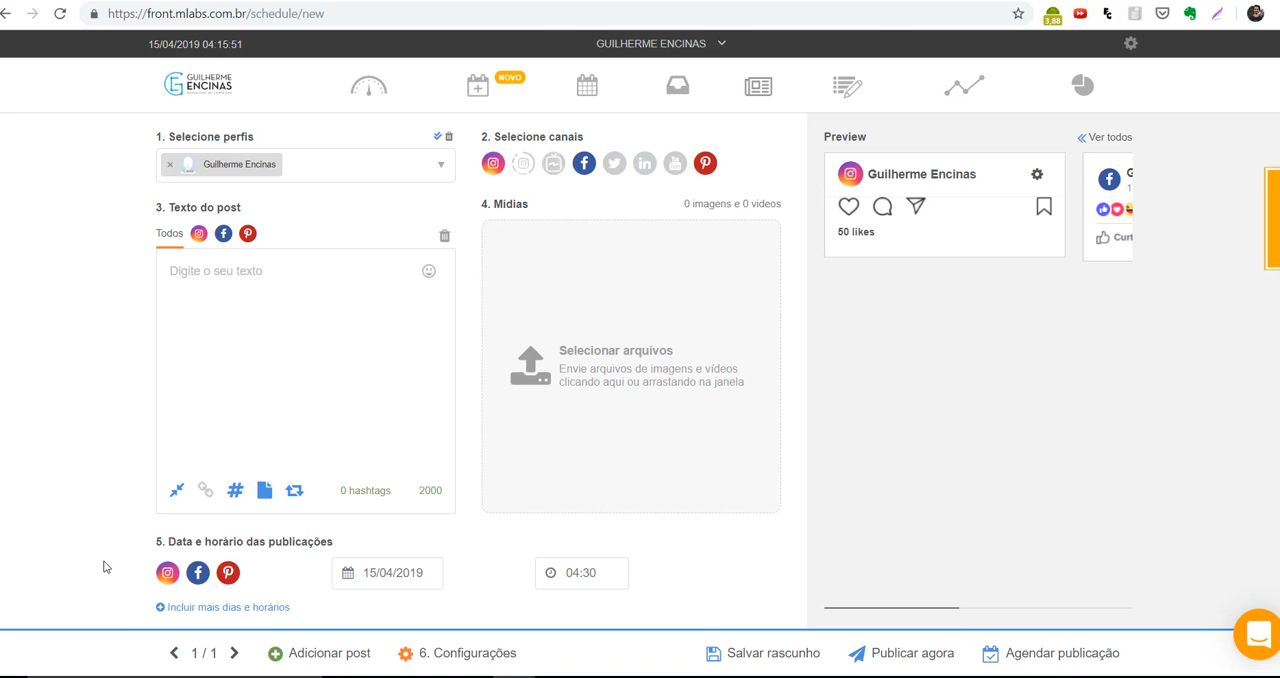 https://front.mlabs.com.br/schedule/new
3,88
15/04/2019 04:15:51
GUILHERME ENCINAS
GUILHERME
ENCINAS
NOVO
1. Selecione perfis
× Guilherme Encinas
2. Selecione canais
3. Texto do post
Todos
Digite o seu texto
0 hashtags
2000
4. Mídias
0 imagens e 0 videos
Selecionar arquivos
Envie arquivos de imagens e vídeos
clicando aqui ou arrastando na janela
5. Data e horário das publicações
15/04/2019
04:30
Incluir mais dias e horários
Preview
Ver todos
Guilherme Encinas
50 likes
G
1
Curt
1 / 1
Adicionar post
6. Configurações
Salvar rascunho
Publicar agora
Agendar publicação